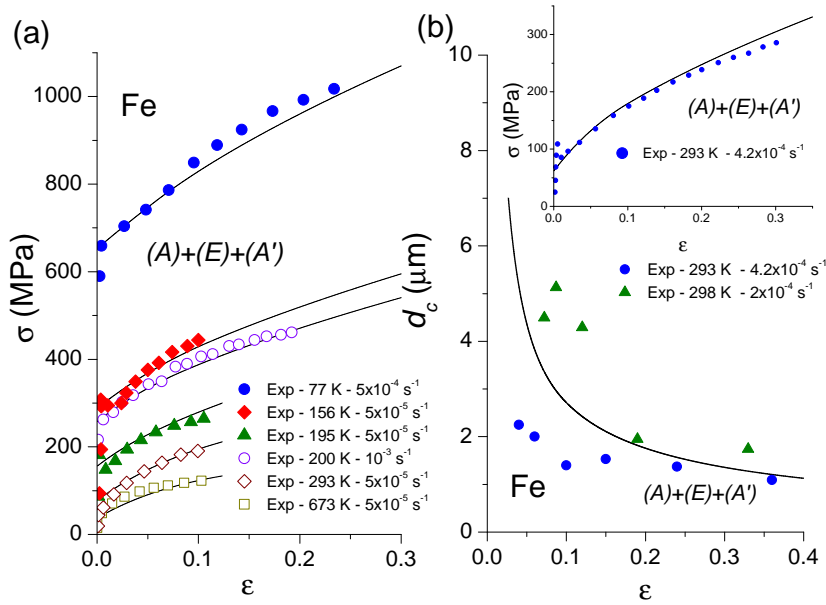 (a)
Fe
(A)+(E)+(A')
σ (MPa)
1000
800
600
400
200
0
Exp - 77 K - 5x10⁻⁴ s⁻¹
Exp - 156 K - 5x10⁻⁵ s⁻¹
Exp - 195 K - 5x10⁻⁵ s⁻¹
Exp - 200 K - 10⁻³ s⁻¹
Exp - 293 K - 5x10⁻⁵ s⁻¹
Exp - 673 K - 5x10⁻⁵ s⁻¹
0.0 0.1 0.2 0.3
ε
(b)
10
8
6
4
2
0
d_c (μm)
300
200
100
0
σ (MPa)
(A)+(E)+(A')
Exp - 293 K - 4.2x10⁻⁴ s⁻¹
0.0 0.1 0.2 0.3
ε
Exp - 293 K - 4.2x10⁻⁴ s⁻¹
Exp - 298 K - 2x10⁻⁴ s⁻¹
Fe
(A)+(E)+(A')
0.0 0.1 0.2 0.3 0.4
ε